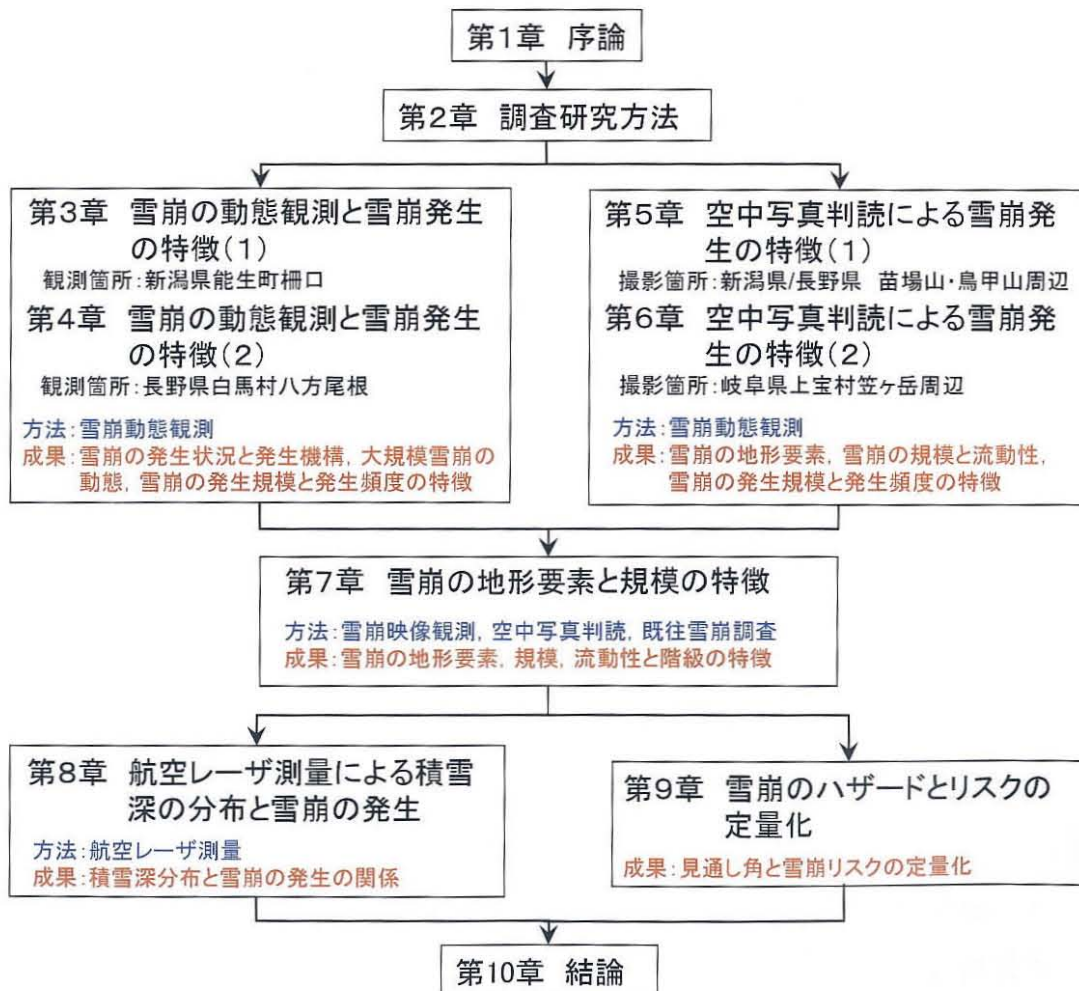 第1章 序論
第2章 調査研究方法
第3章 雪崩の動態観測と雪崩発生
の特徴(1)
観測箇所:新潟県能生町柵口
第4章 雪崩の動態観測と雪崩発生
の特徴(2)
観測箇所:長野県白馬村八方尾根
方法:雪崩動態観測
成果:雪崩の発生状況と発生機構, 大規模雪崩の
動態, 雪崩の発生規模と発生頻度の特徴
第5章 空中写真判読による雪崩発
生の特徴(1)
撮影箇所:新潟県/長野県 苗場山・鳥甲山周辺
第6章 空中写真判読による雪崩発
生の特徴(2)
撮影箇所:岐阜県上宝村笠ヶ岳周辺
方法:雪崩動態観測
成果:雪崩の地形要素, 雪崩の規模と流動性,
雪崩の発生規模と発生頻度の特徴
第7章 雪崩の地形要素と規模の特徴
方法:雪崩映像観測, 空中写真判読, 既往雪崩調査
成果:雪崩の地形要素, 規模, 流動性と階級の特徴
第8章 航空レーザ測量による積雪
深の分布と雪崩の発生
方法:航空レーザ測量
成果:積雪深分布と雪崩の発生の関係
第9章 雪崩のハザードとリスクの
定量化
成果:見通し角と雪崩リスクの定量化
第10章 結論